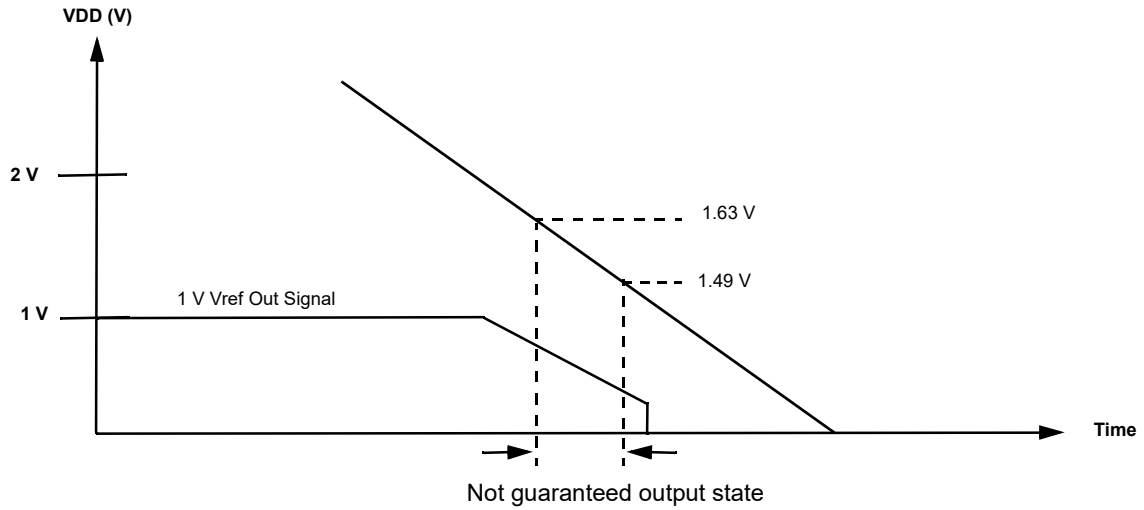 VDD (V)
2 V
1.63 V
1.49 V
1 V Vref Out Signal
1 V
Time
Not guaranteed output state